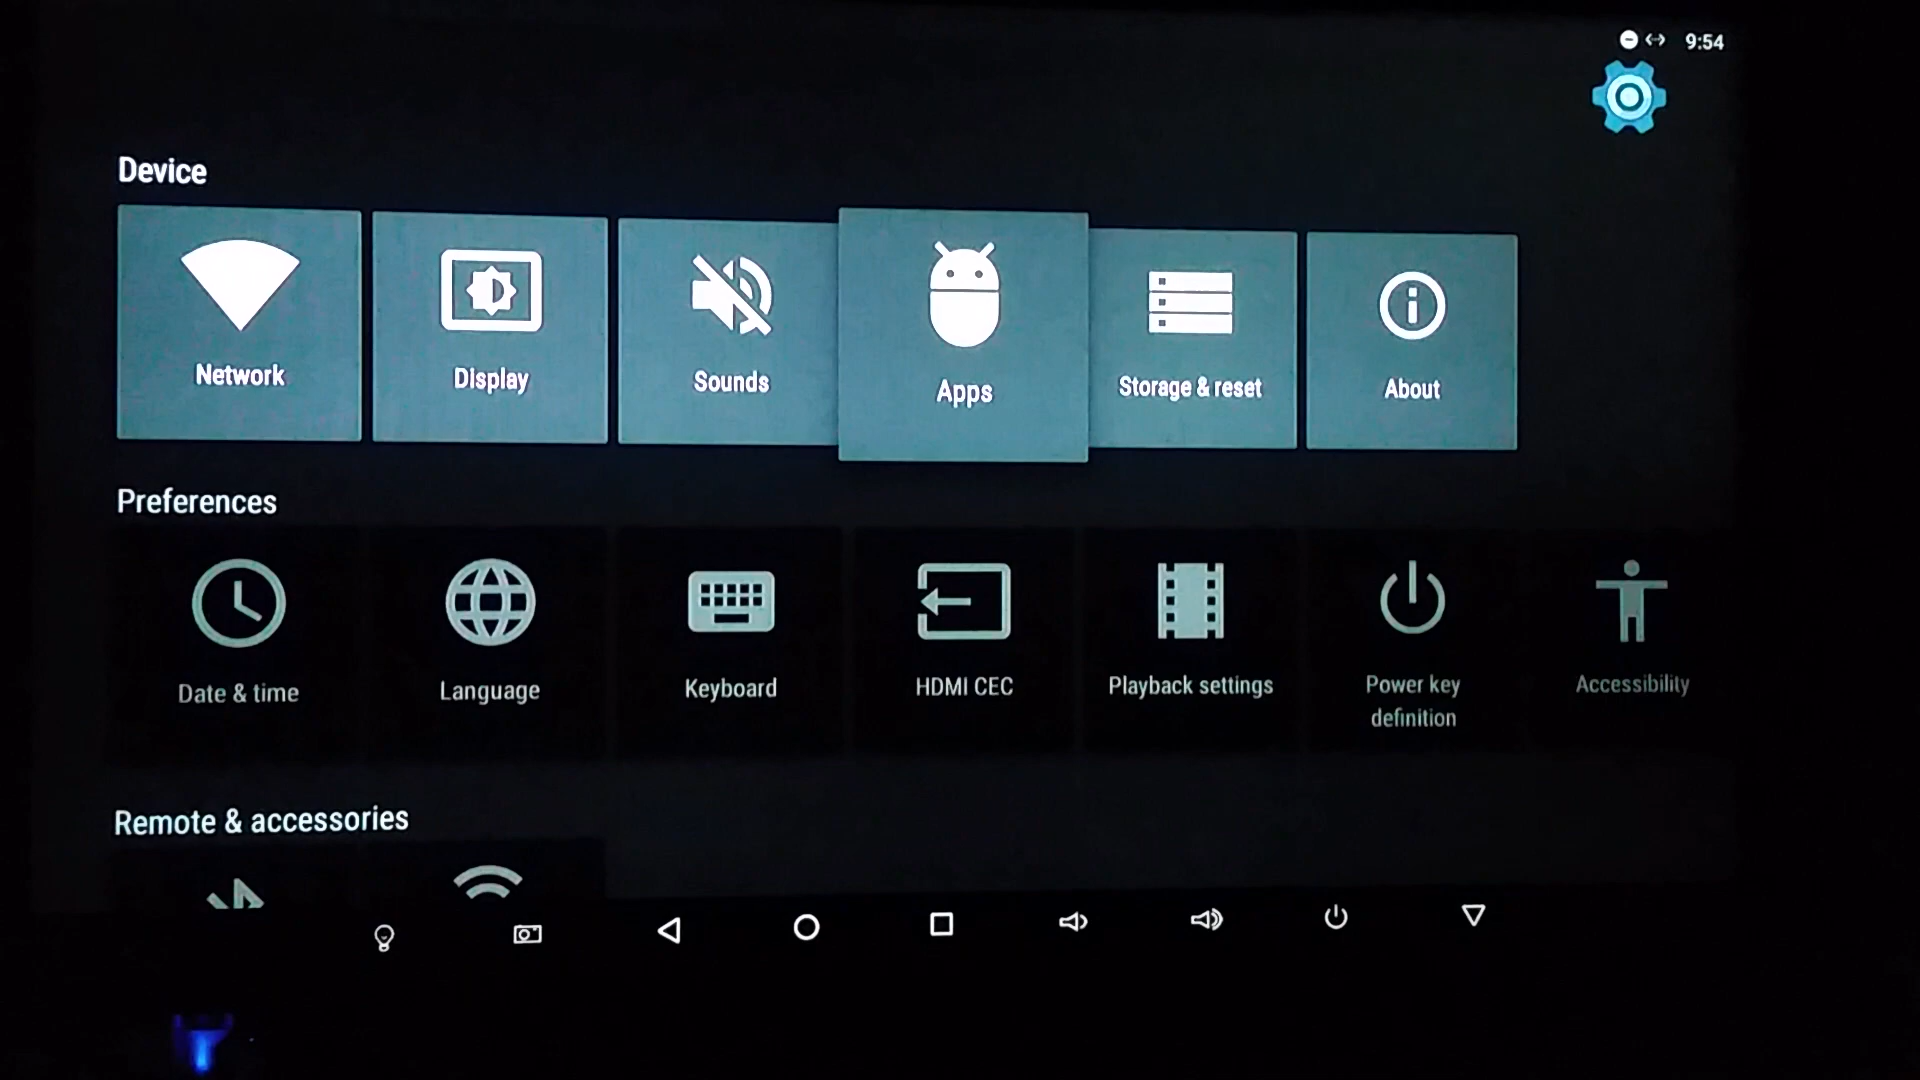 9:54
Device
Network
Display
Sounds
Apps
Storage & reset
About
Preferences
Date & time
Language
Keyboard
HDMI CEC
Playback settings
Power key
definition
Accessibility
Remote & accessories